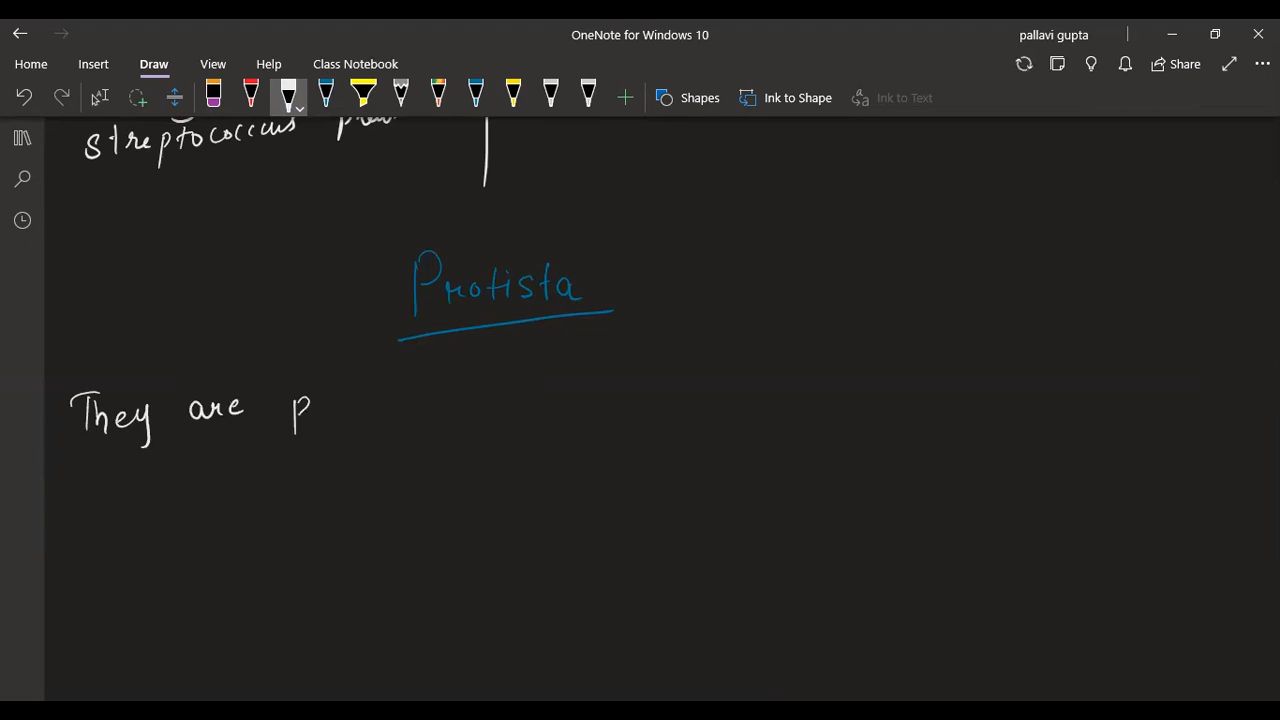 OneNote for Windows 10
pallavi gupta
Home Insert Draw View Help Class Notebook
Share
Shapes Ink to Shape Ink to Text
streptococcus
Protista
They are p